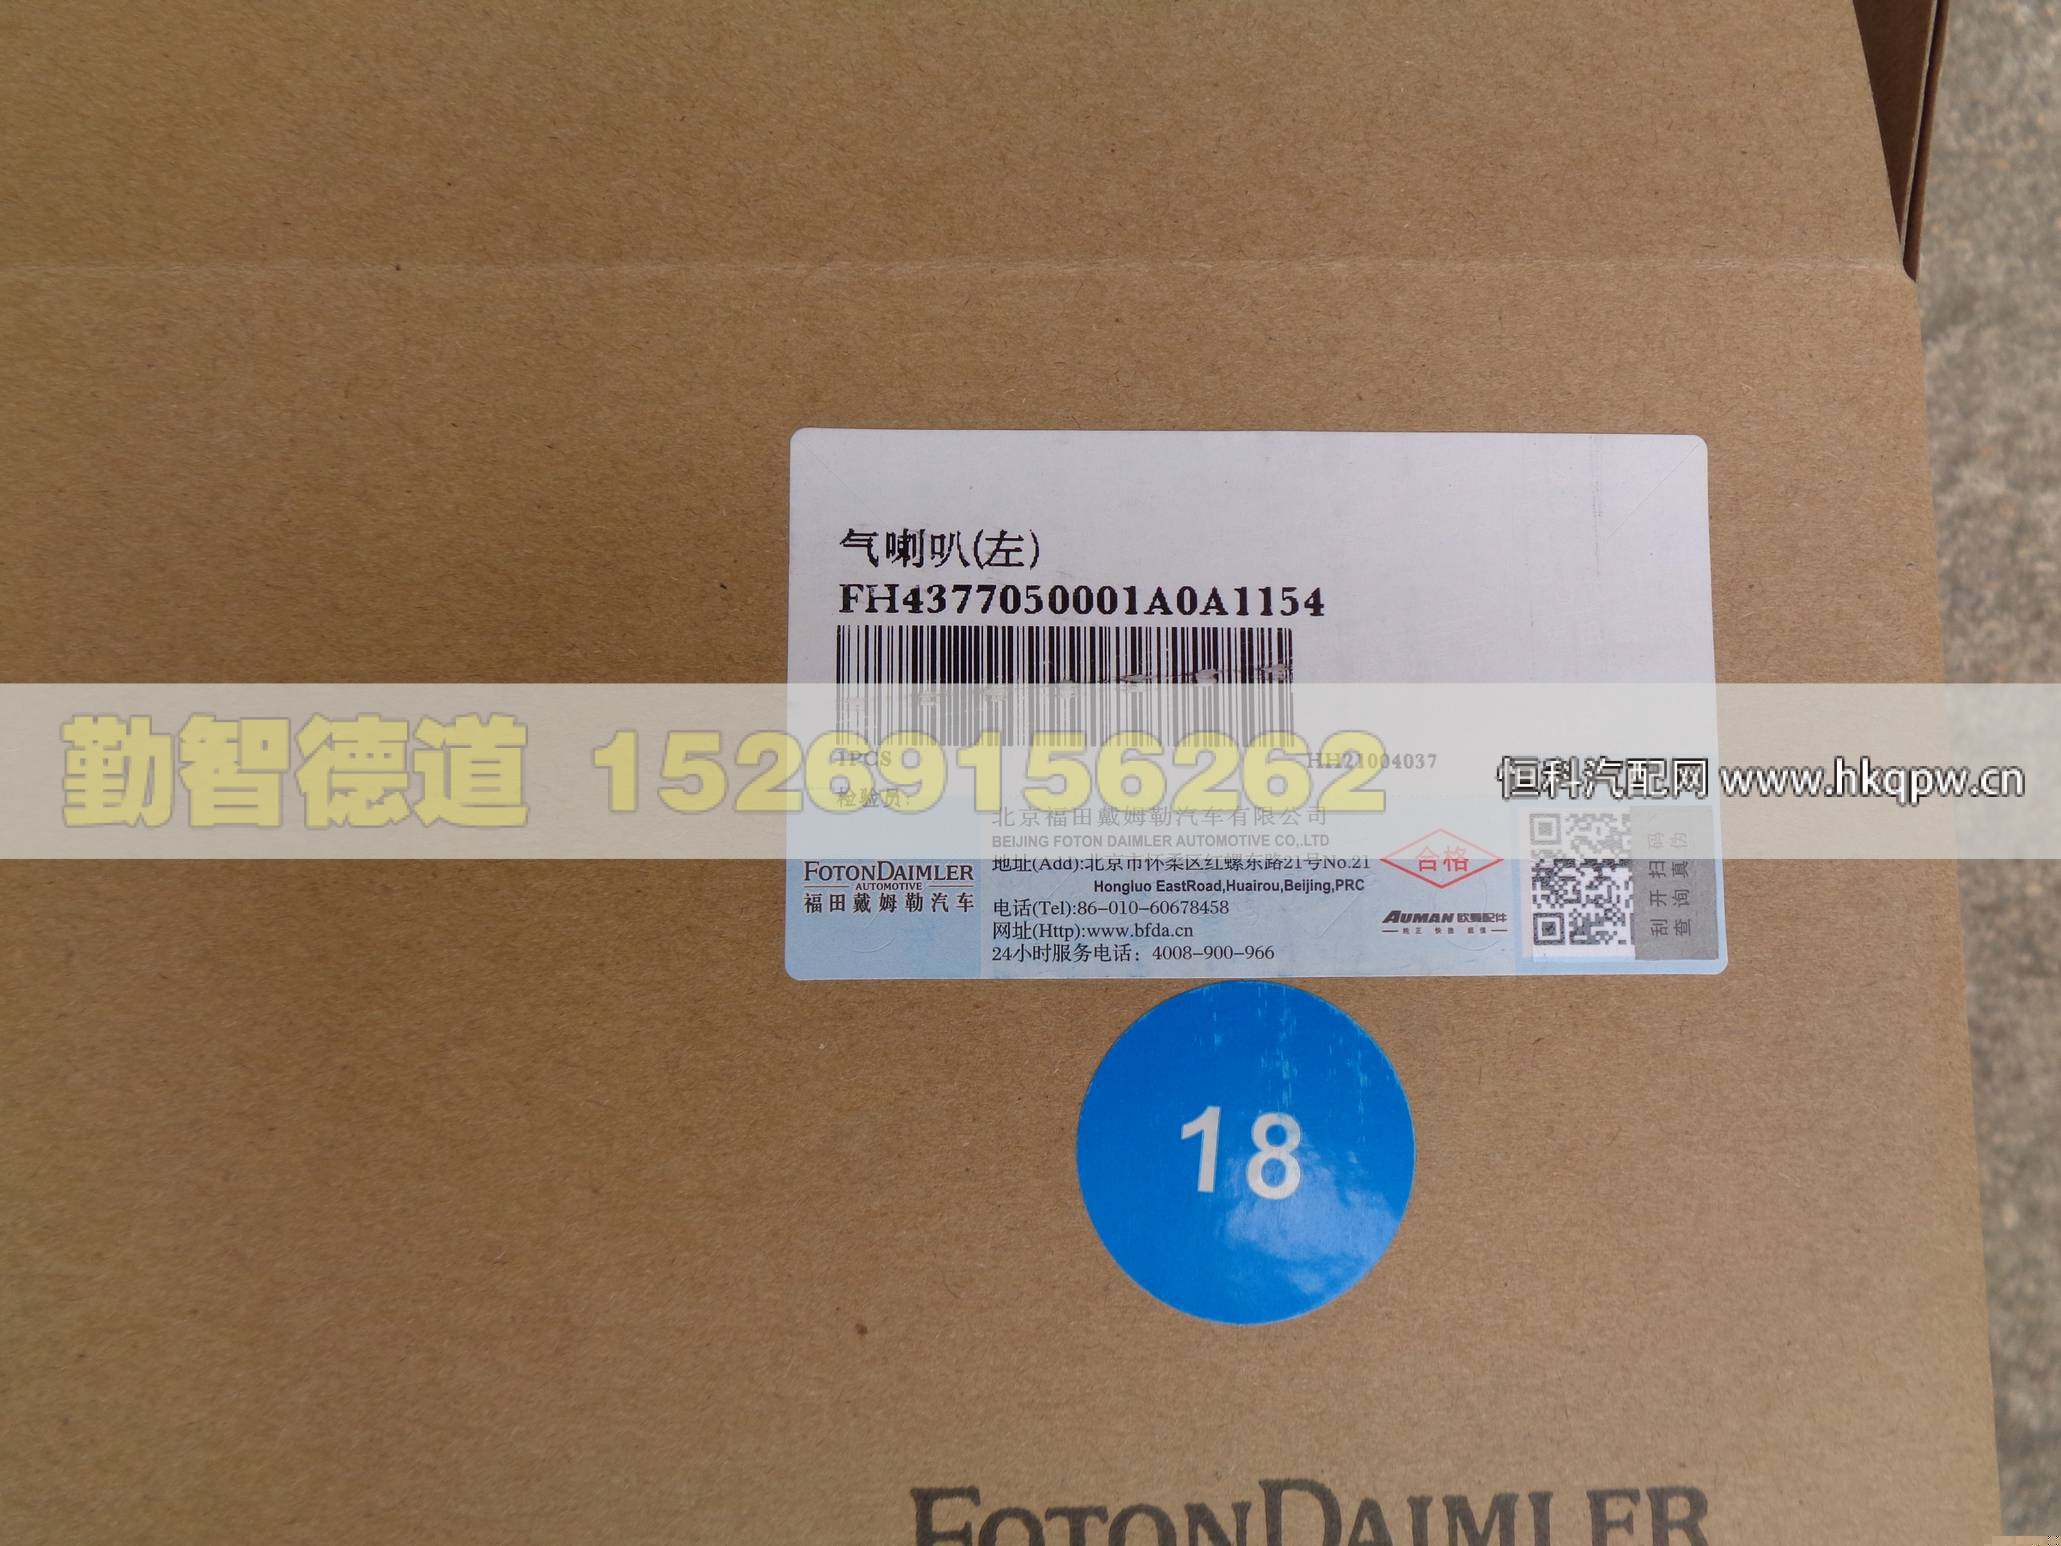 气喇叭(左)
FH4377050001A0A1154
勤智德道 15269156262
1PCS
HH21004037
恒科汽配网 www.hkqpw.cn
检验员:
北京福田戴姆勒汽车有限公司
BEIJING FOTON DAIMLER AUTOMOTIVE CO,.LTD
地址(Add):北京市怀柔区红螺东路21号No.21
Hongluo EastRoad,Huairou,Beijing,PRC
电话(Tel):86-010-60678458
网址(Http):www.bfda.cn
24小时服务电话：4008-900-966
FOTONDAIMLER
AUTOMOTIVE
福田戴姆勒汽车
合格
AUMAN 欧曼配件
纯正 快捷 超值
刮开扫码
查询真伪
18
FOTONDAIMLER